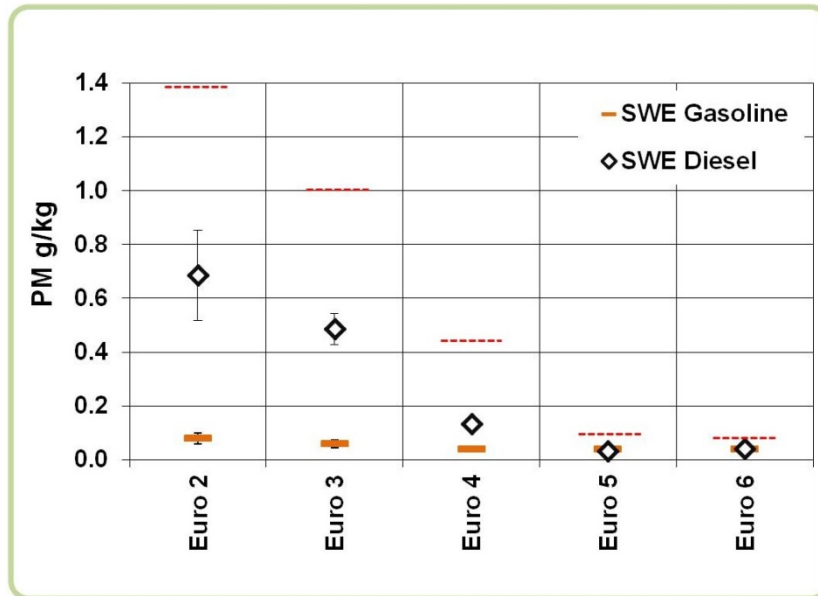 1.4
1.2
1.0
0.8
0.6
0.4
0.2
0.0
PM g/kg
SWE Gasoline
SWE Diesel
Euro 2
Euro 3
Euro 4
Euro 5
Euro 6